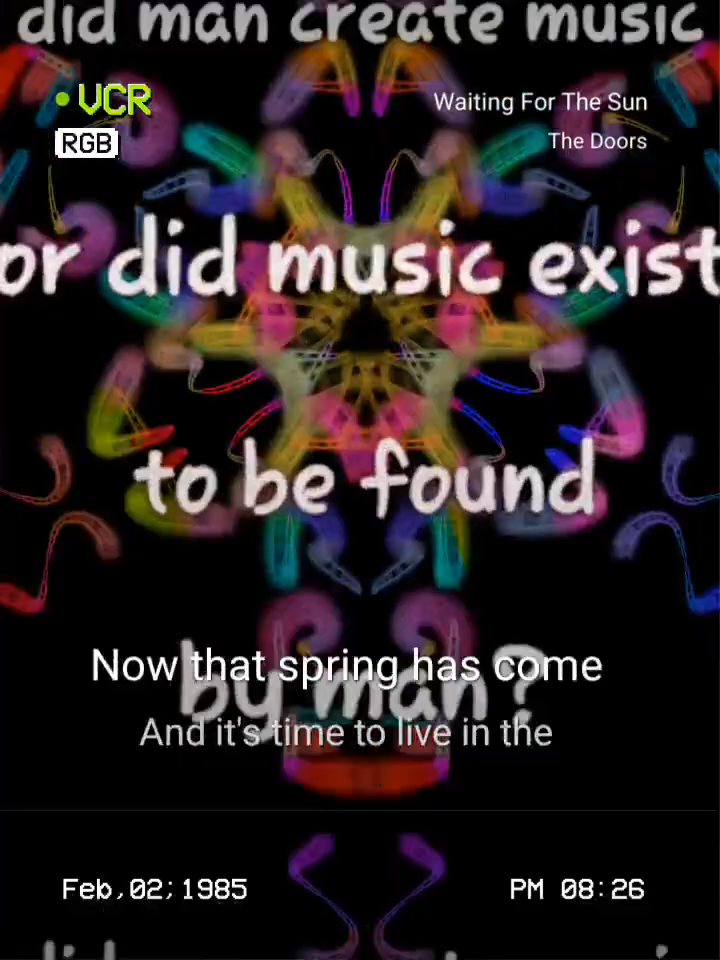 did man create music
• VCR
Waiting For The Sun
RGB
The Doors
or did music exist
to be found
Now that spring has come
by man?
And it's time to live in the
Feb,02;1985
PM 08:26